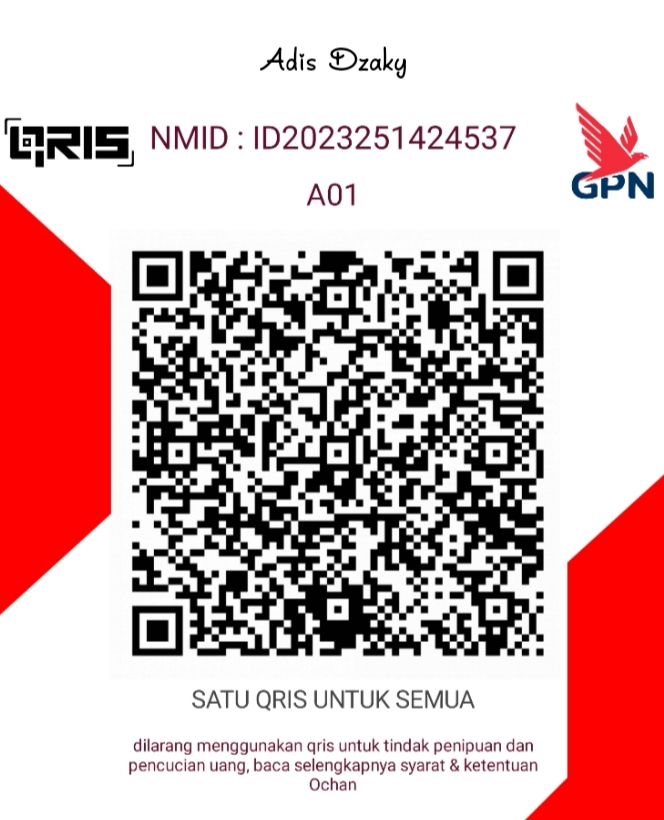 Adis Dzaky
QRIS
NMID : ID2023251424537
GPN
A01
SATU QRIS UNTUK SEMUA
dilarang menggunakan qris untuk tindak penipuan dan
pencucian uang, baca selengkapnya syarat & ketentuan
Ochan